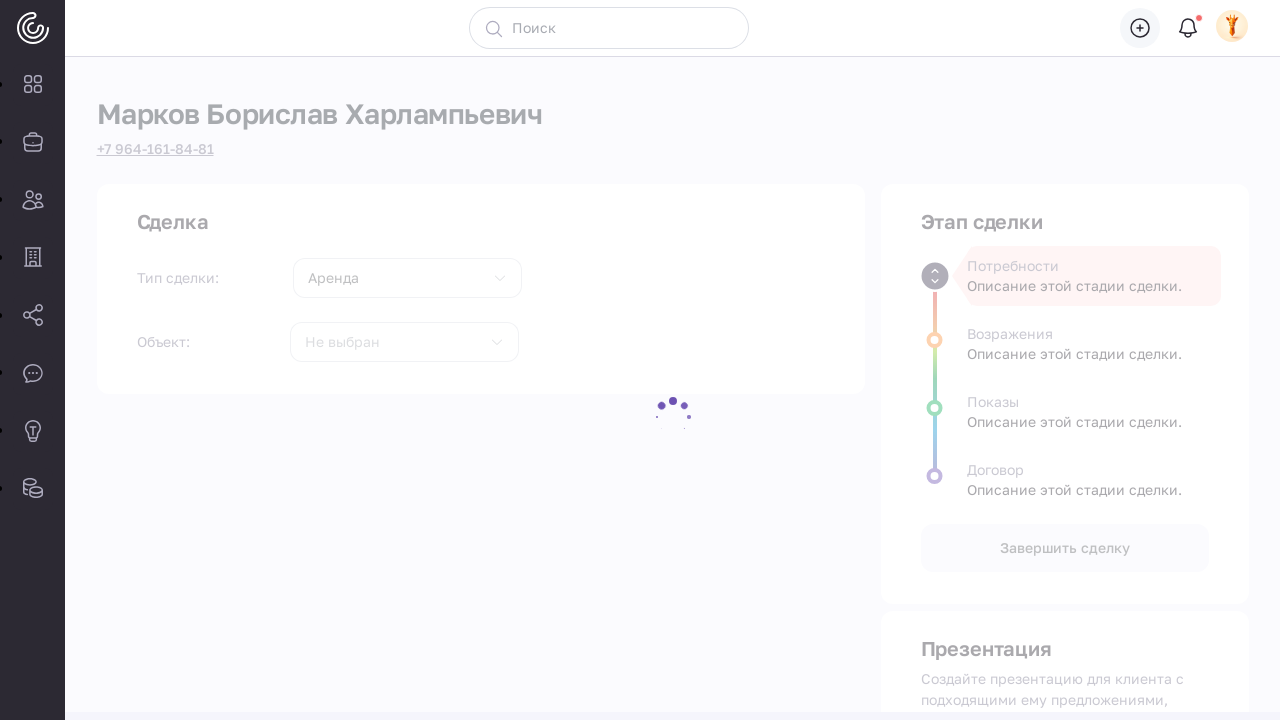 Поиск
Марков Борислав Харлампьевич
+7 964-161-84-81
Сделка
Тип сделки:
Аренда
Объект:
Не выбран
Этап сделки
Потребности
Описание этой стадии сделки.
Возражения
Описание этой стадии сделки.
Показы
Описание этой стадии сделки.
Договор
Описание этой стадии сделки.
Завершить сделку
Презентация
Создайте презентацию для клиента с
подходящими ему предложениями,